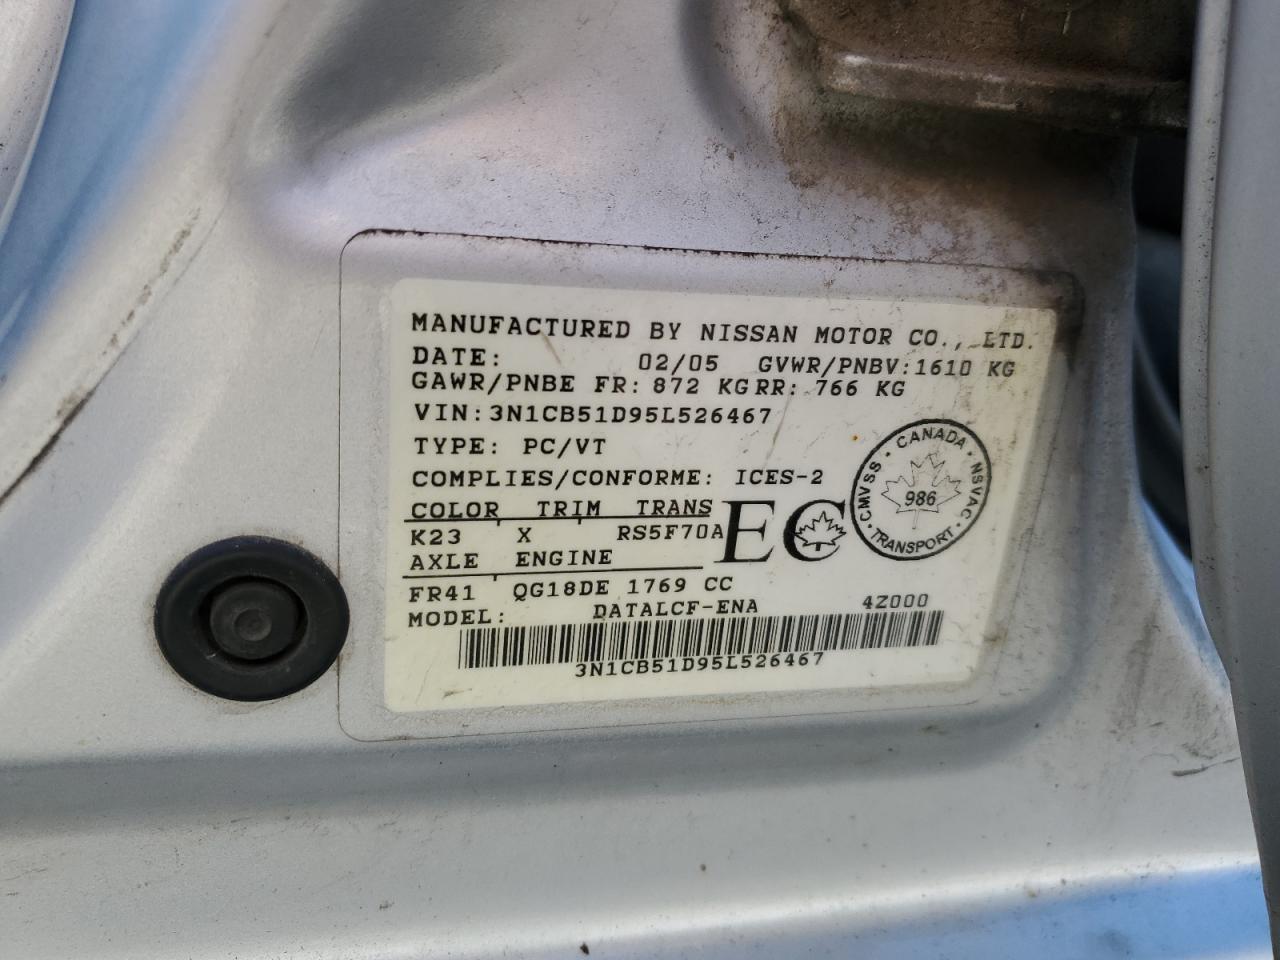 MANUFACTURED BY NISSAN MOTOR CO., LTD.
DATE: 02/05 GVWR/PNBV:1610 KG
GAWR/PNBE FR: 872 KG RR: 766 KG
VIN:3N1CB51D95L526467
TYPE: PC/VT
COMPLIES/CONFORME: ICES-2
COLOR TRIM TRANS
K23 X RS5F70A
AXLE ENGINE
FR41 QG18DE 1769 CC
MODEL: DATALCF-ENA 4Z000
3N1CB51D95L526467
EC
CMVSS · CANADA · NSVAC · TRANSPORT ·
986